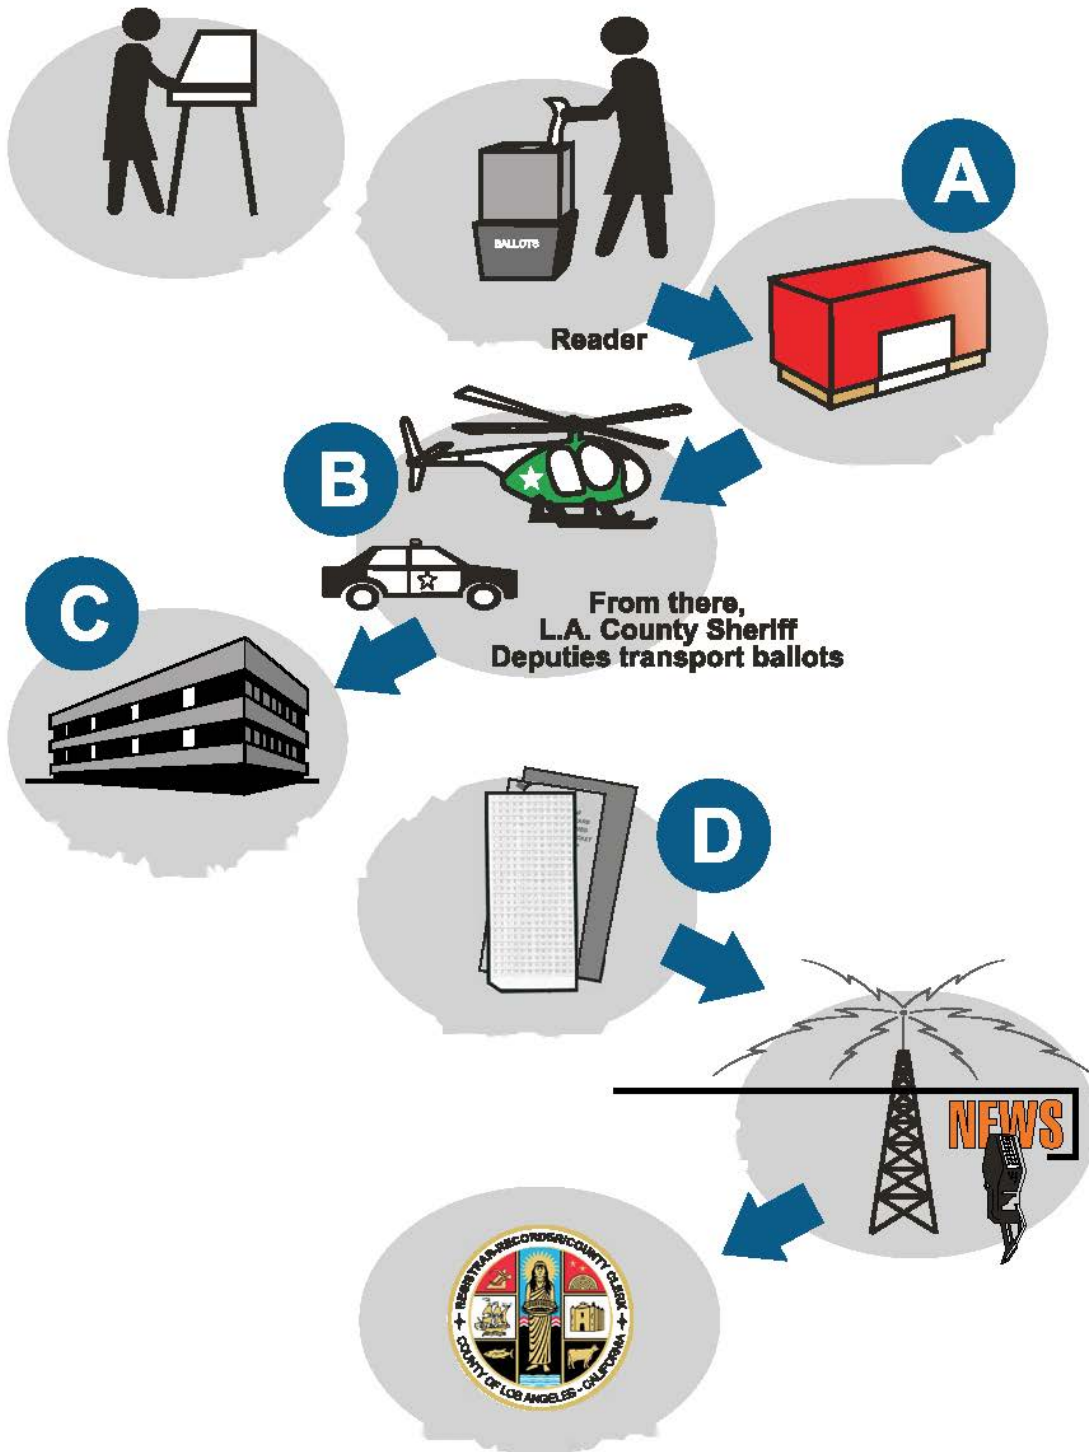 BALLOTS
A
Reader
B
From there,
L.A. County Sheriff
Deputies transport ballots
C
D
NEWS
REGISTRAR-RECORDER/COUNTY CLERK
COUNTY OF LOS ANGELES - CALIFORNIA